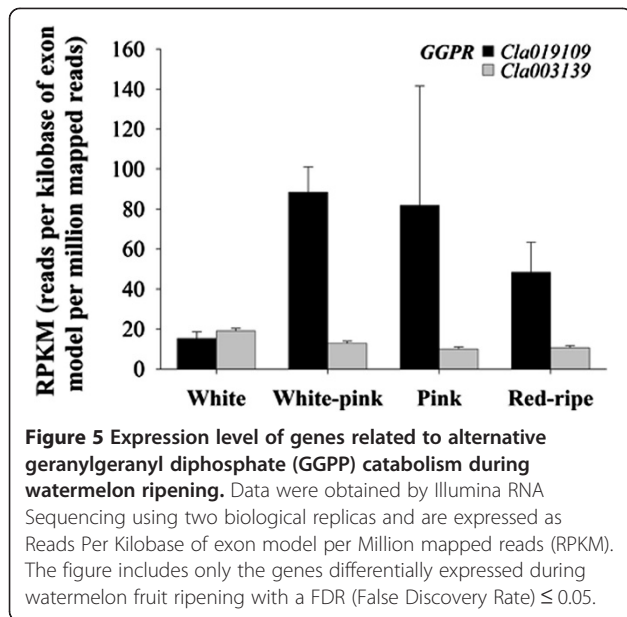 RPKM (reads per kilobase of exon
model per million mapped reads)
160
140
120
100
80
60
40
20
0
GGPR Cla019109
Cla003139
White White-pink Pink Red-ripe
Figure 5 Expression level of genes related to alternative
geranylgeranyl diphosphate (GGPP) catabolism during
watermelon ripening. Data were obtained by Illumina RNA
Sequencing using two biological replicas and are expressed as
Reads Per Kilobase of exon model per Million mapped reads (RPKM).
The figure includes only the genes differentially expressed during
watermelon fruit ripening with a FDR (False Discovery Rate) ≤ 0.05.